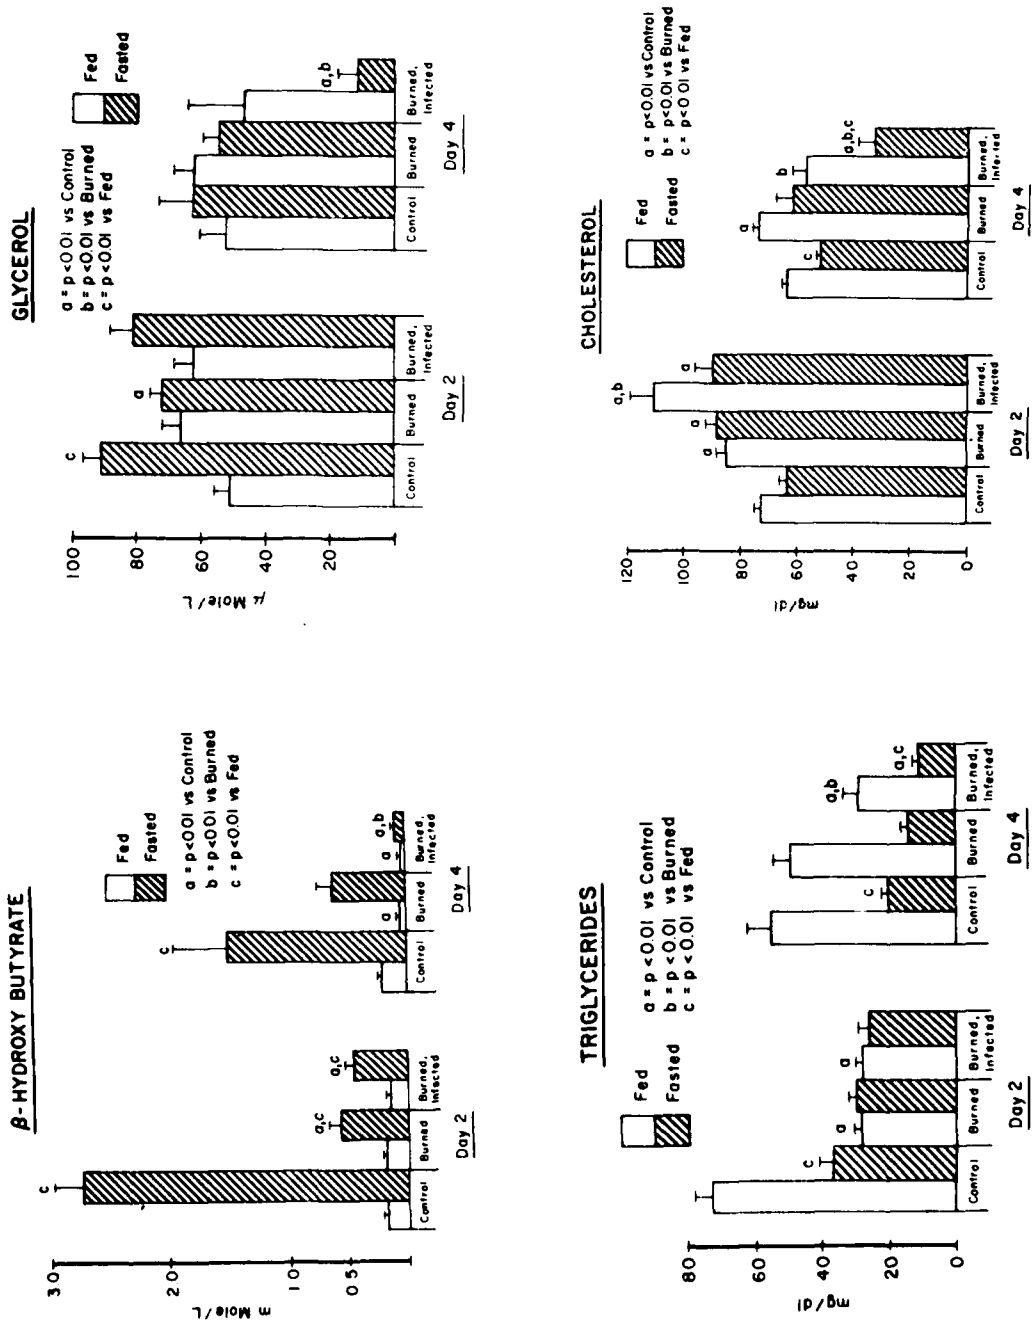 β-HYDROXY BUTYRATE
Fed
Fasted
a = p<0.01 vs Control
b = p<0.01 vs Burned
c = p<0.01 vs Fed
m Mole/L
3.0
2.0
1.0
0.5
c
a,c
a,c
c
a
a
a,b
Control
Burned
Burned,
Infected
Day 2
Control
Burned
Burned,
Infected
Day 4
GLYCEROL
Fed
Fasted
a = p<0.01 vs Control
b = p<0.01 vs Burned
c = p<0.01 vs Fed
μ Mole/L
100
80
60
40
20
c
a
a,b
Control
Burned
Burned,
Infected
Day 2
Control
Burned
Burned,
Infected
Day 4
TRIGLYCERIDES
Fed
Fasted
a = p<0.01 vs Control
b = p<0.01 vs Burned
c = p<0.01 vs Fed
mg/dl
80
60
40
20
0
c
a
a
c
a,b
a,c
Control
Burned
Burned,
Infected
Day 2
Control
Burned
Burned,
Infected
Day 4
CHOLESTEROL
Fed
Fasted
a = p<0.01 vs Control
b = p<0.01 vs Burned
c = p<0.01 vs Fed
mg/dl
120
100
80
60
40
20
0
a
a
a,b
a
c
a
b
a,b,c
Control
Burned
Burned,
Infected
Day 2
Control
Burned
Burned,
Infected
Day 4